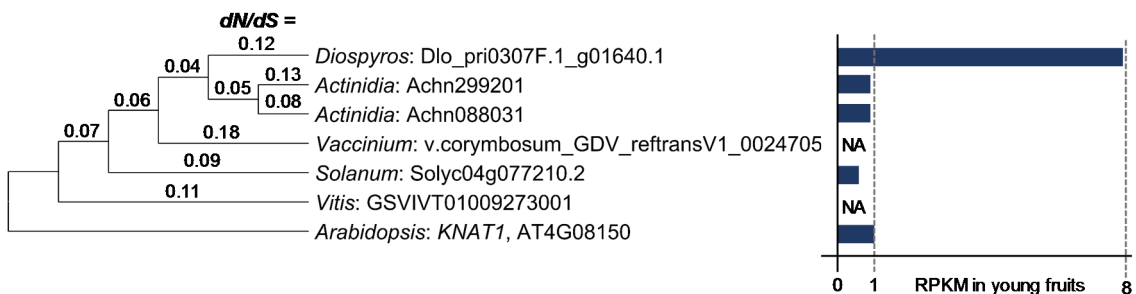 dN/dS =
0.12
Diospyros: Dlo_pri0307F.1_g01640.1
0.04
0.13
Actinidia: Achn299201
0.05
0.06
0.08
Actinidia: Achn088031
0.07
0.18
Vaccinium: v.corymbosum_GDV_reftransV1_0024705
NA
0.09
Solanum: Solyc04g077210.2
0.11
Vitis: GSVIVT01009273001
NA
Arabidopsis: KNAT1, AT4G08150
0 1 RPKM in young fruits 8